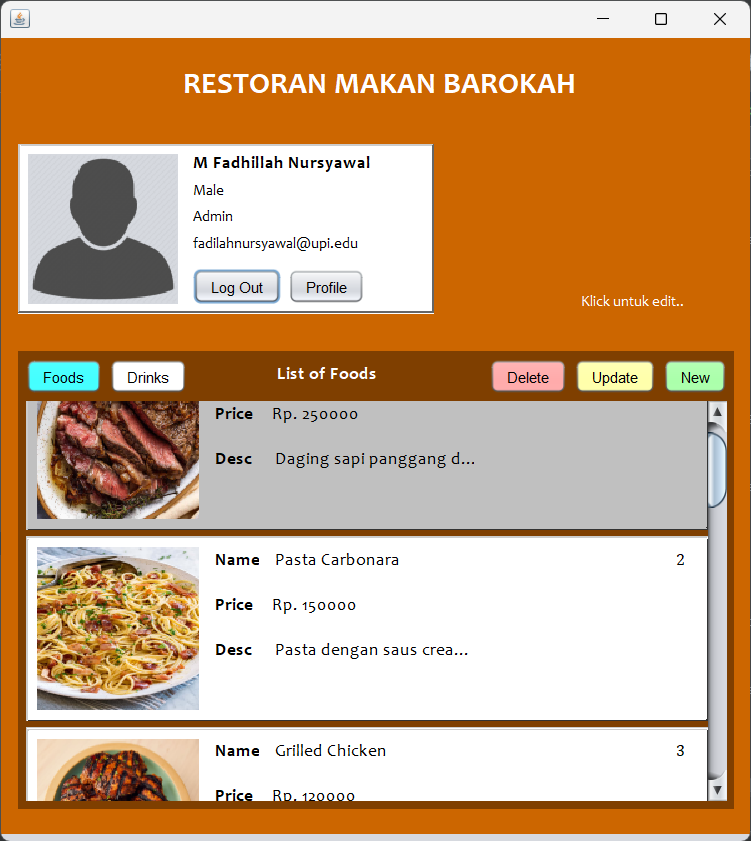 RESTORAN MAKAN BAROKAH
M Fadhillah Nursyawal
Male
Admin
fadilahnursyawal@upi.edu
Log Out Profile
Klik untuk edit..
Foods Drinks List of Foods Delete Update New
Price Rp. 250000
Desc Daging sapi panggang d...
Name Pasta Carbonara 2
Price Rp. 150000
Desc Pasta dengan saus crea...
Name Grilled Chicken 3
Price Rp. 120000